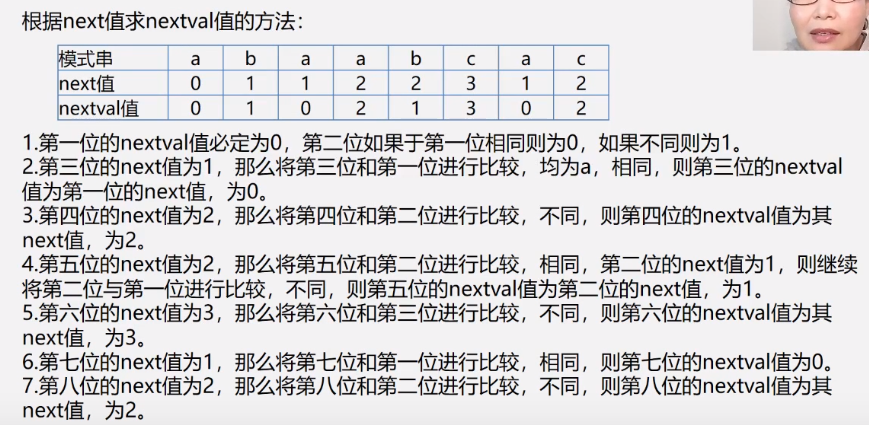 根据next值求nextval值的方法：
模式串 a b a a b c a c
next值 0 1 1 2 2 3 1 2
nextval值 0 1 0 2 1 3 0 2
1.第一位的nextval值必定为0，第二位如果于第一位相同则为0，如果不同则为1。
2.第三位的next值为1，那么将第三位和第一位进行比较，均为a，相同，则第三位的nextval
值为第一位的next值，为0。
3.第四位的next值为2，那么将第四位和第二位进行比较，不同，则第四位的nextval值为其
next值，为2。
4.第五位的next值为2，那么将第五位和第二位进行比较，相同，第二位的next值为1，则继续
将第二位与第一位进行比较，不同，则第五位的nextval值为第二位的next值，为1。
5.第六位的next值为3，那么将第六位和第三位进行比较，不同，则第六位的nextval值为其
next值，为3。
6.第七位的next值为1，那么将第七位和第一位进行比较，相同，则第七位的nextval值为0。
7.第八位的next值为2，那么将第八位和第二位进行比较，不同，则第八位的nextval值为其
next值，为2。